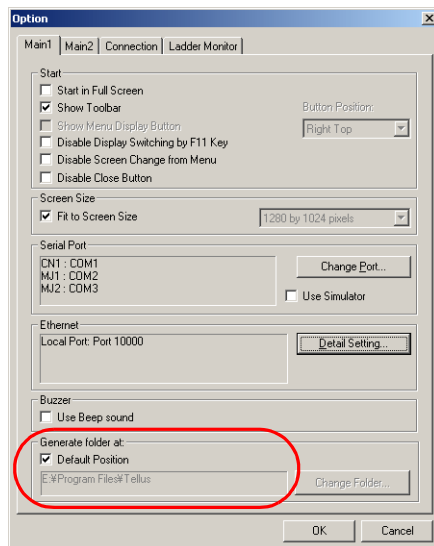 Option
Main1 Main2 Connection Ladder Monitor
Start
Start in Full Screen
Show Toolbar
Button Position:
Show Menu Display Button
Right Top
Disable Display Switching by F11 Key
Disable Screen Change from Menu
Disable Close Button
Screen Size
Fit to Screen Size
1280 by 1024 pixels
Serial Port
CN1 : COM1
MJ1 : COM2
MJ2 : COM3
Change Port...
Use Simulator
Ethernet
Local Port: Port 10000
Detail Setting...
Buzzer
Use Beep sound
Generate folder at:
Default Position
E:¥Program Files¥Tellus
Change Folder...
OK Cancel